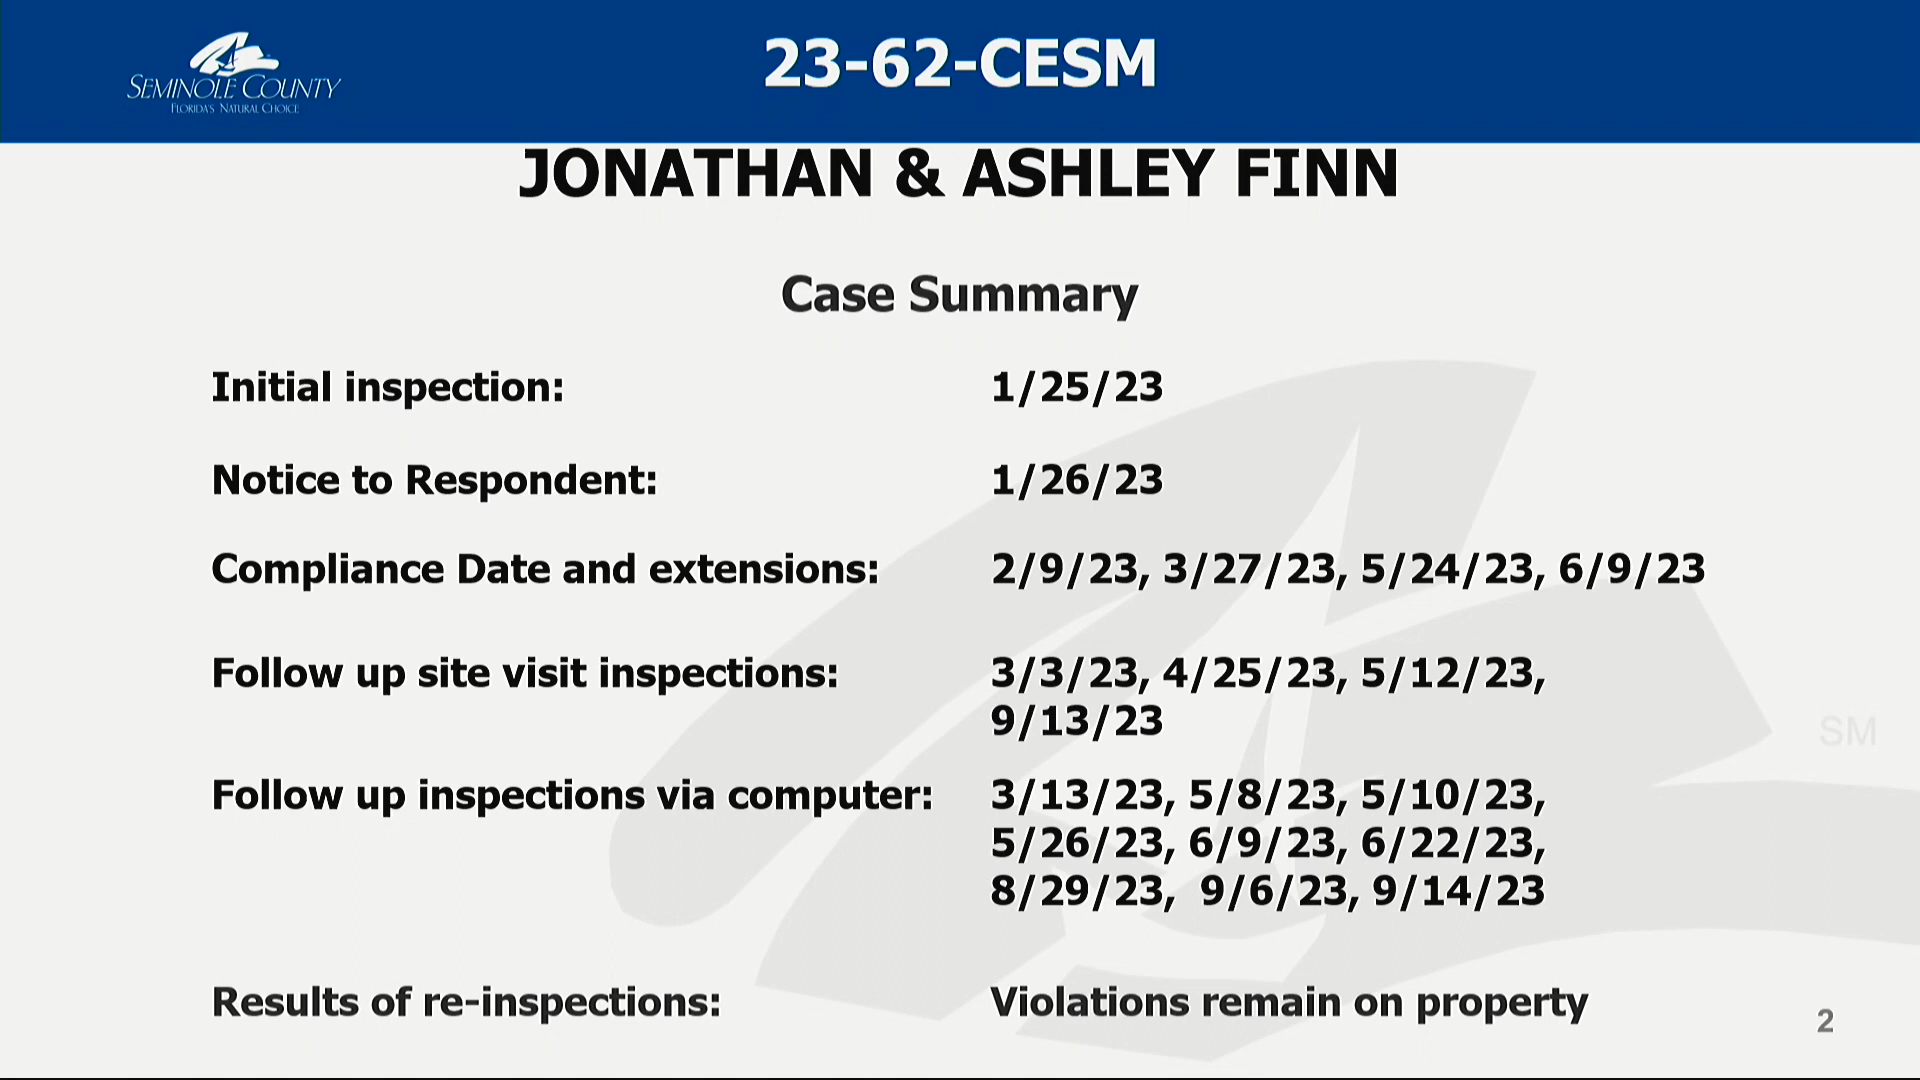 SEMINOLE COUNTY
FLORIDA'S NATURAL CHOICE
23-62-CESM
JONATHAN & ASHLEY FINN
Case Summary
Initial inspection: 1/25/23
Notice to Respondent: 1/26/23
Compliance Date and extensions: 2/9/23, 3/27/23, 5/24/23, 6/9/23
Follow up site visit inspections: 3/3/23, 4/25/23, 5/12/23,
9/13/23
Follow up inspections via computer: 3/13/23, 5/8/23, 5/10/23,
5/26/23, 6/9/23, 6/22/23,
8/29/23, 9/6/23, 9/14/23
SM
Results of re-inspections: Violations remain on property
2